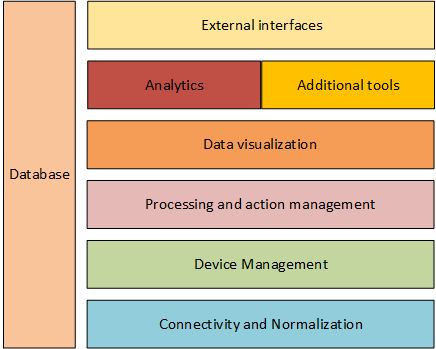 External interfaces
Analytics
Additional tools
Data visualization
Database
Processing and action management
Device Management
Connectivity and Normalization